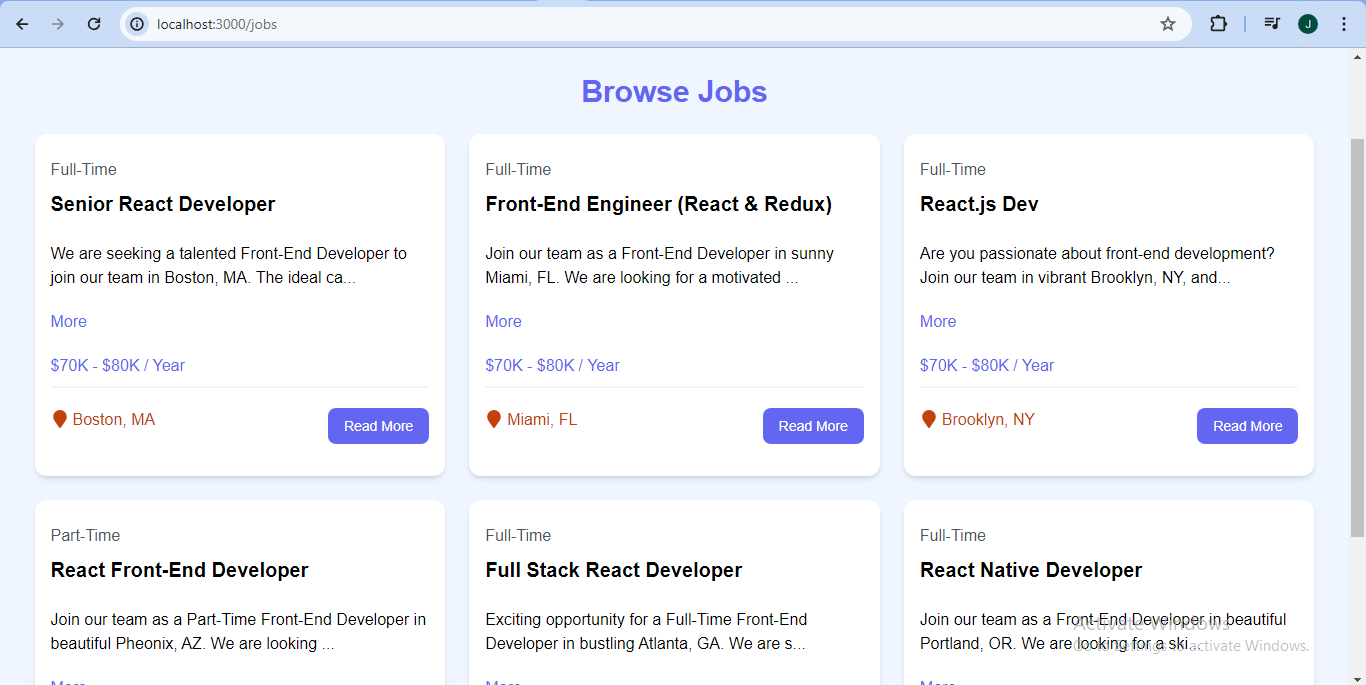 localhost:3000/jobs
J
Browse Jobs
Full-Time
Senior React Developer
We are seeking a talented Front-End Developer to
join our team in Boston, MA. The ideal ca...
More
$70K - $80K / Year
Boston, MA
Read More
Full-Time
Front-End Engineer (React & Redux)
Join our team as a Front-End Developer in sunny
Miami, FL. We are looking for a motivated ...
More
$70K - $80K / Year
Miami, FL
Read More
Full-Time
React.js Dev
Are you passionate about front-end development?
Join our team in vibrant Brooklyn, NY, and...
More
$70K - $80K / Year
Brooklyn, NY
Read More
Part-Time
React Front-End Developer
Join our team as a Part-Time Front-End Developer in
beautiful Pheonix, AZ. We are looking ...
More
Full-Time
Full Stack React Developer
Exciting opportunity for a Full-Time Front-End
Developer in bustling Atlanta, GA. We are s...
More
Full-Time
React Native Developer
Join our team as a Front-End Developer in beautiful
Portland, OR. We are looking for a ski...
More
Activate Windows
Go to Settings to activate Windows.